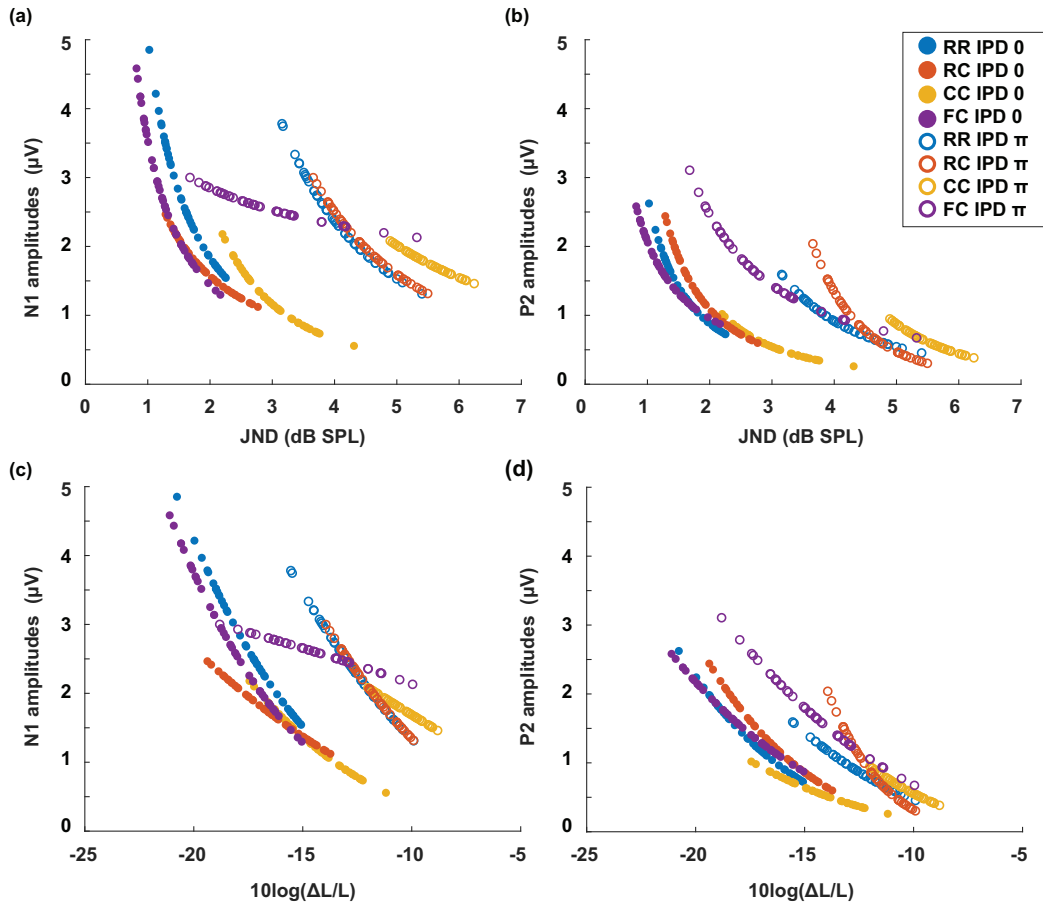 (a)
5
4
3
2
1
0
N1 amplitudes (μV)
0 1 2 3 4 5 6 7
JND (dB SPL)
(b)
5
4
3
2
1
0
P2 amplitudes (μV)
0 1 2 3 4 5 6 7
JND (dB SPL)
RR IPD 0
RC IPD 0
CC IPD 0
FC IPD 0
RR IPD π
RC IPD π
CC IPD π
FC IPD π
(c)
5
4
3
2
1
0
N1 amplitudes (μV)
-25 -20 -15 -10 -5
10log(ΔL/L)
(d)
5
4
3
2
1
0
P2 amplitudes (μV)
-25 -20 -15 -10 -5
10log(ΔL/L)